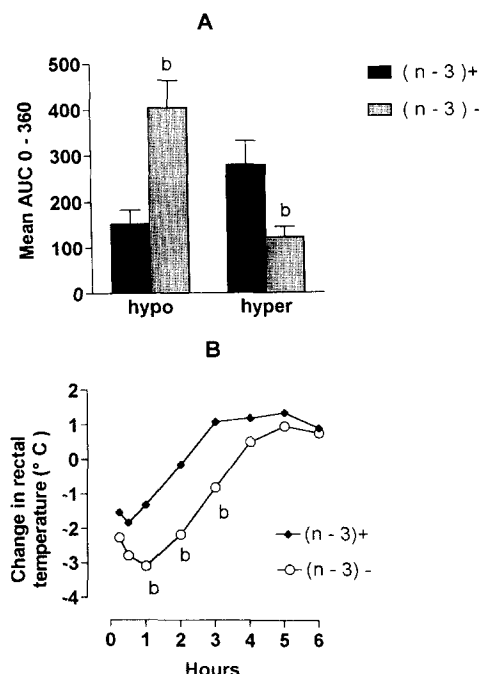 A
Mean AUC 0 - 360
500
400
300
200
100
0
b
b
hypo
hyper
( n - 3 )+
( n - 3 ) -
B
Change in rectal
temperature (° C)
1
0
-1
-2
-3
-4
b
b
b
(n - 3)+
(n - 3) -
0 1 2 3 4 5 6
Hours